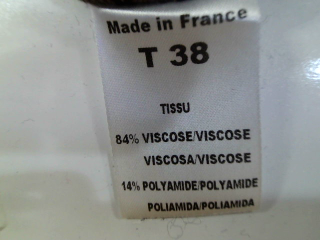 Made in France
T 38
TISSU
84% VISCOSE/VISCOSE
VISCOSA/VISCOSE
14% POLYAMIDE/POLYAMIDE
POLIAMIDA/POLIAMIDA